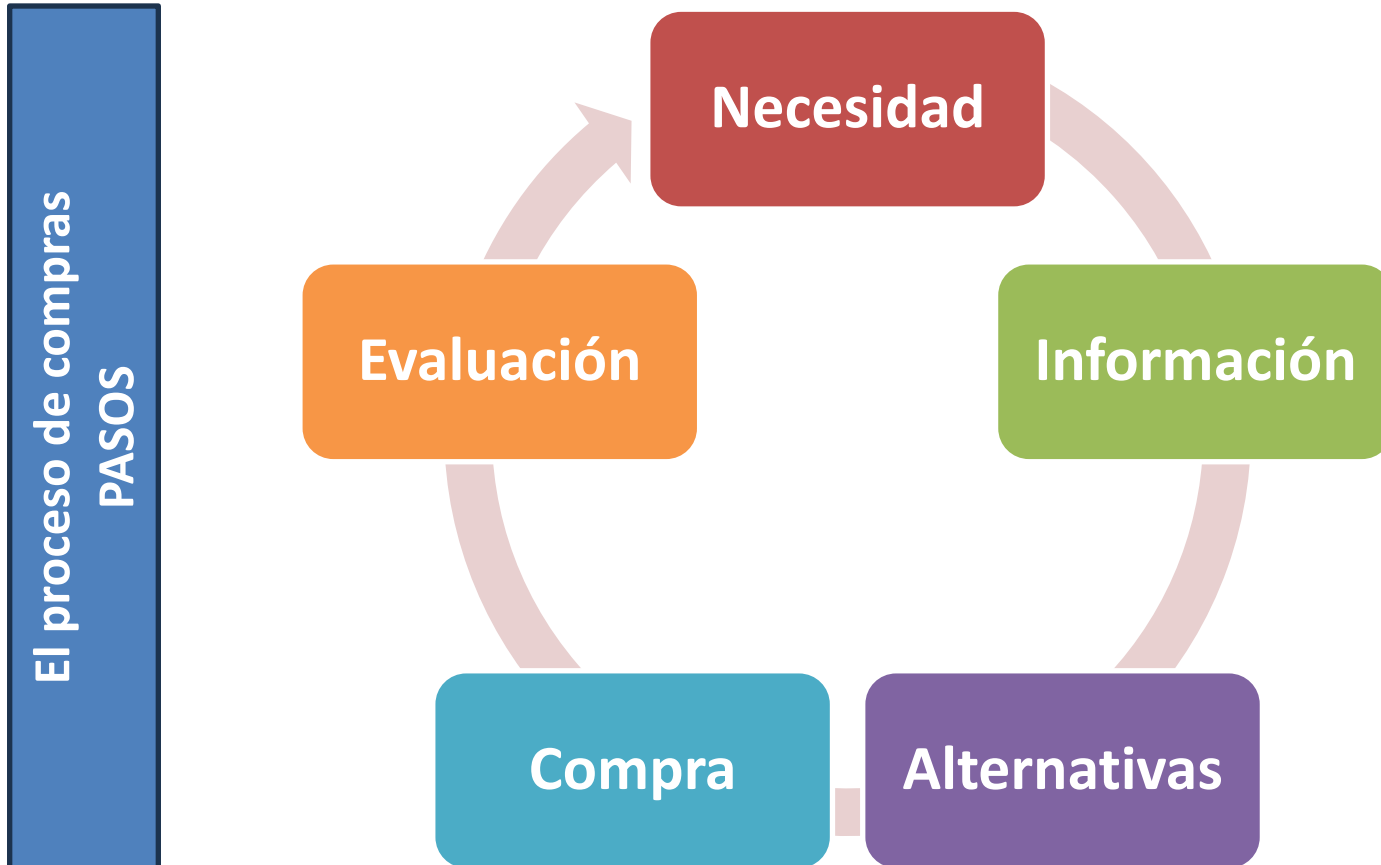 El proceso de compras
PASOS
Necesidad
Información
Alternativas
Compra
Evaluación